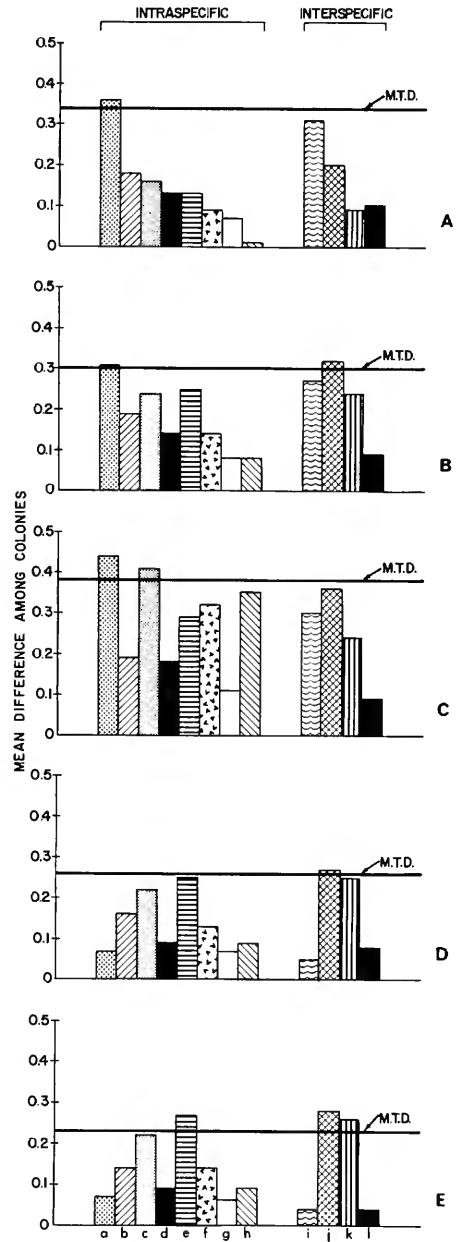 INTRASPECIFIC INTERSPECIFIC
0.5
0.4
M.T.D.
0.3
0.2
0.1
0
A
0.5
0.4
M.T.D.
0.3
0.2
0.1
0
B
0.5
0.4
M.T.D.
0.3
0.2
0.1
0
C
MEAN DIFFERENCE AMONG COLONIES
0.5
0.4
0.3
M.T.D.
0.2
0.1
0
D
0.5
0.4
0.3
M.T.D.
0.2
0.1
0
E
a b c d e f g h i j k l